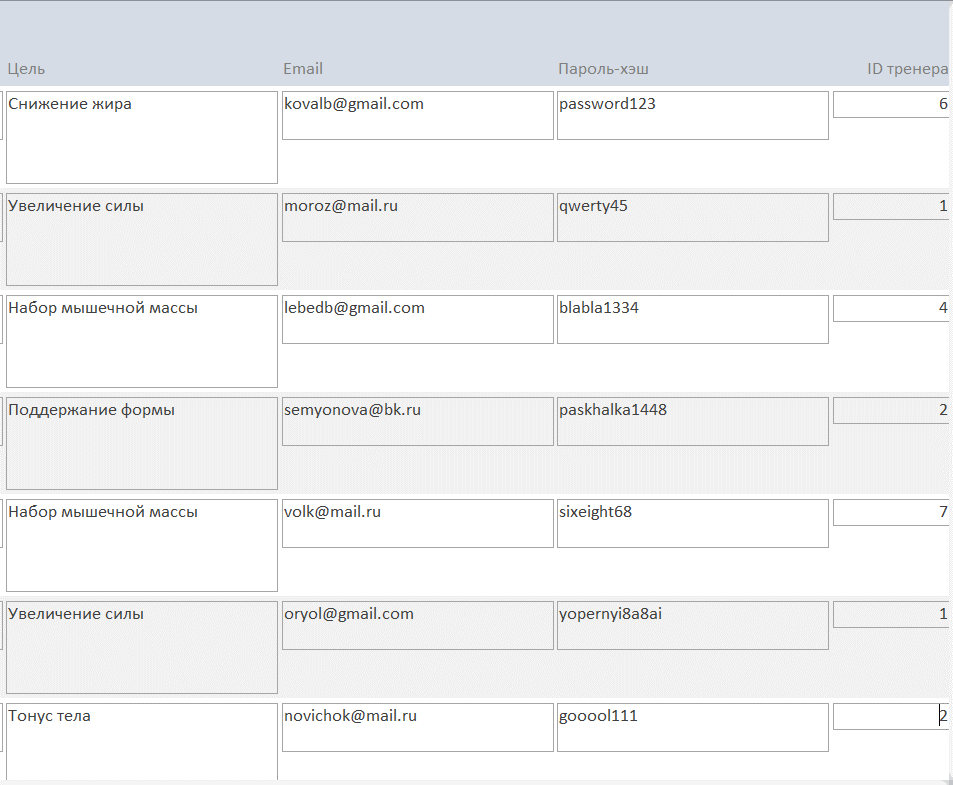 Цель Email Пароль-хэш ID тренера
Снижение жира kovalb@gmail.com password123 6
Увеличение силы moroz@mail.ru qwerty45 1
Набор мышечной массы lebedb@gmail.com blabla1334 4
Поддержание формы semyonova@bk.ru paskhalka1448 2
Набор мышечной массы volk@mail.ru sixeight68 7
Увеличение силы oryol@gmail.com yopernyi8a8ai 1
Тонус тела novichok@mail.ru gooool111 2